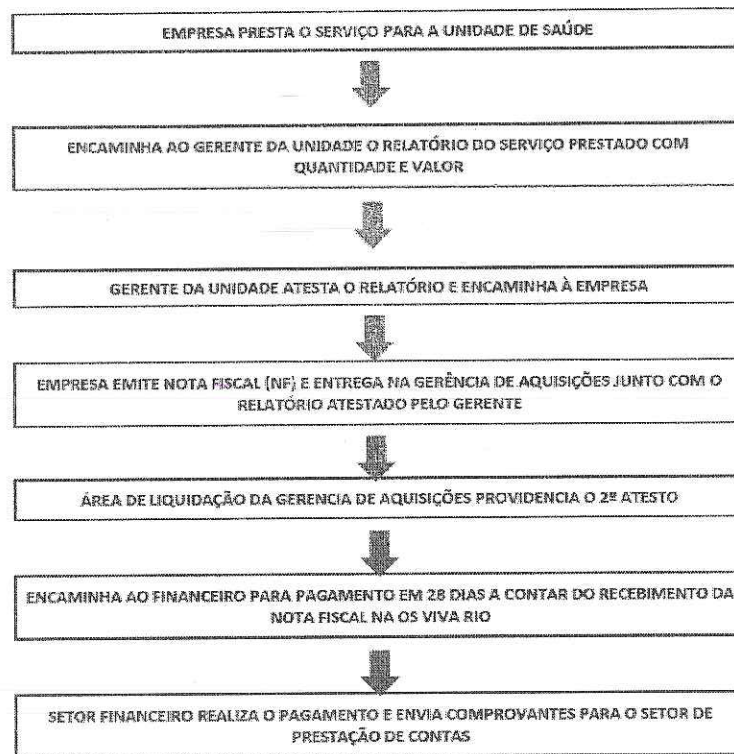 EMPRESA PRESTA O SERVIÇO PARA A UNIDADE DE SAÚDE
ENCAMINHA AO GERENTE DA UNIDADE O RELATÓRIO DO SERVIÇO PRESTADO COM
QUANTIDADE E VALOR
GERENTE DA UNIDADE ATESTA O RELATÓRIO E ENCAMINHA À EMPRESA
EMPRESA EMITE NOTA FISCAL (NF) E ENTREGA NA GERÊNCIA DE AQUISIÇÕES JUNTO COM O
RELATÓRIO ATESTADO PELO GERENTE
ÁREA DE LIQUIDAÇÃO DA GERENCIA DE AQUISIÇÕES PROVIDENCIA O 2º ATESTO
ENCAMINHA AO FINANCEIRO PARA PAGAMENTO EM 28 DIAS A CONTAR DO RECEBIMENTO DA
NOTA FISCAL NA OS VIVA RIO
SETOR FINANCEIRO REALIZA O PAGAMENTO E ENVIA COMPROVANTES PARA O SETOR DE
PRESTAÇÃO DE CONTAS